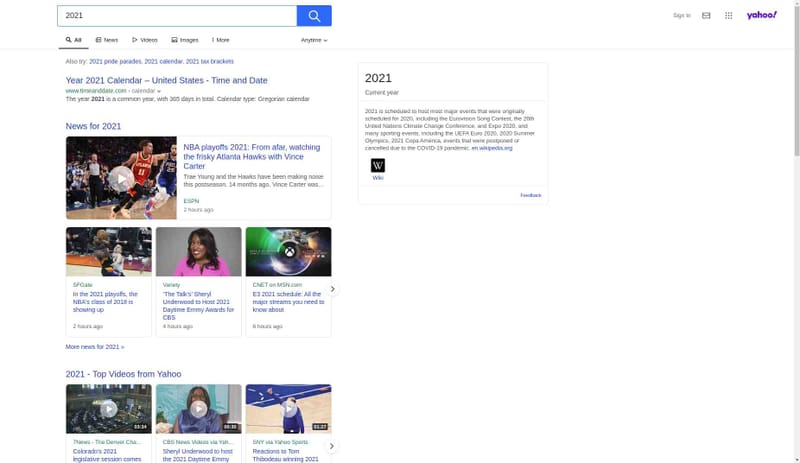 2021
Sign in
yahoo!
All
News
Videos
Images
More
Anytime
Also try: 2021 pride parades, 2021 calendar, 2021 tax brackets
Year 2021 Calendar – United States - Time and Date
www.timeanddate.com › calendar
The year 2021 is a common year, with 365 days in total. Calendar type: Gregorian calendar
News for 2021
NBA playoffs 2021: From afar, watching
the frisky Atlanta Hawks with Vince
Carter
Trae Young and the Hawks have been making noise
this postseason. 14 months ago, Vince Carter was...
ESPN
2 hours ago
SFGate
In the 2021 playoffs, the
NBA's class of 2018 is
showing up
2 hours ago
Variety
'The Talk's' Sheryl
Underwood to Host 2021
Daytime Emmy Awards for
CBS
4 hours ago
CNET on MSN.com
E3 2021 schedule: All the
major streams you need to
know about
6 hours ago
More news for 2021 »
2021 - Top Videos from Yahoo
03:34
7News - The Denver Cha...
Colorado's 2021
legislative session comes
00:30
CBS News Videos via Yah...
Sheryl Underwood to host
the 2021 Daytime Emmy
01:27
SNY via Yahoo Sports
Reactions to Tom
Thibodeau winning 2021
2021
Current year
2021 is scheduled to host most major events that were originally
scheduled for 2020, including the Eurovision Song Contest, the 26th
United Nations Climate Change Conference, and Expo 2020, and
many sporting events, including the UEFA Euro 2020, 2020 Summer
Olympics, 2021 Copa América, events that were postponed or
cancelled due to the COVID-19 pandemic. en.wikipedia.org
W
Wiki
Feedback